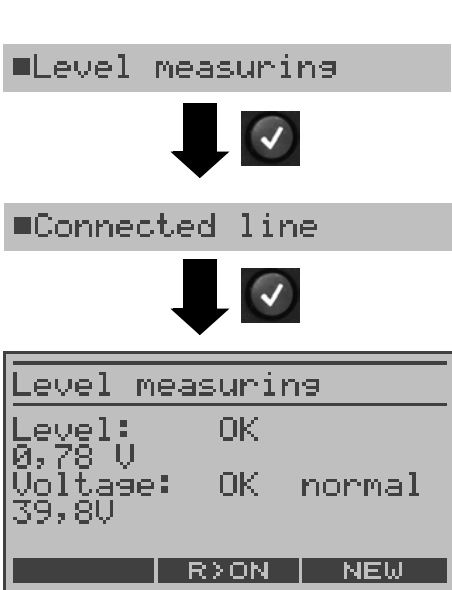 ■Level measuring
■Connected line
Level measuring
Level: OK
0,78 V
Voltage: OK normal
39,8V
R>ON NEW